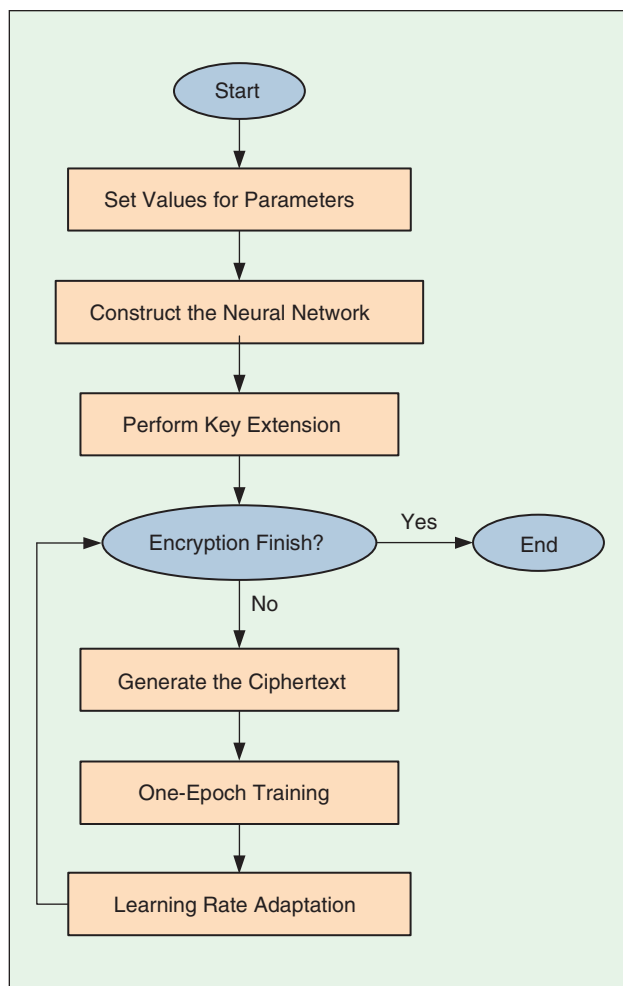 Start
Set Values for Parameters
Construct the Neural Network
Perform Key Extension
Encryption Finish?
Yes
End
No
Generate the Ciphertext
One-Epoch Training
Learning Rate Adaptation